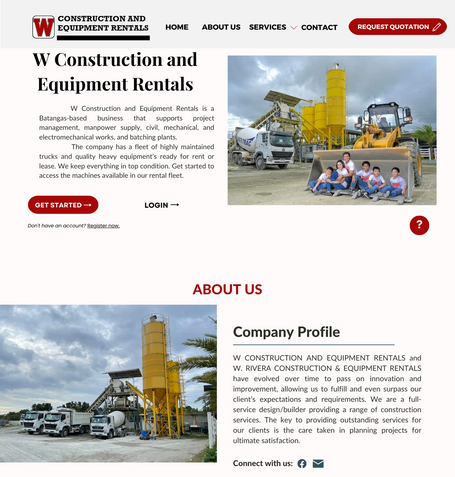 W
CONSTRUCTION AND
EQUIPMENT RENTALS
HOME
ABOUT US
SERVICES
CONTACT
REQUEST QUOTATION
W Construction and
Equipment Rentals
W Construction and Equipment Rentals is a
Batangas-based business that supports project
management, manpower supply, civil, mechanical, and
electromechanical works, and batching plants.
The company has a fleet of highly maintained
trucks and quality heavy equipment's ready for rent or
lease. We keep everything in top condition. Get started to
access the machines available in our rental fleet.
GET STARTED →
LOGIN →
Don't have an account? Register now.
?
ABOUT US
Company Profile
W CONSTRUCTION AND EQUIPMENT RENTALS and
W. RIVERA CONSTRUCTION & EQUIPMENT RENTALS
have evolved over time to pass on innovation and
improvement, allowing us to fulfill and even surpass our
client's expectations and requirements. We are a full-
service design/builder providing a range of construction
services. The key to providing outstanding services for
our clients is the care taken in planning projects for
ultimate satisfaction.
Connect with us: